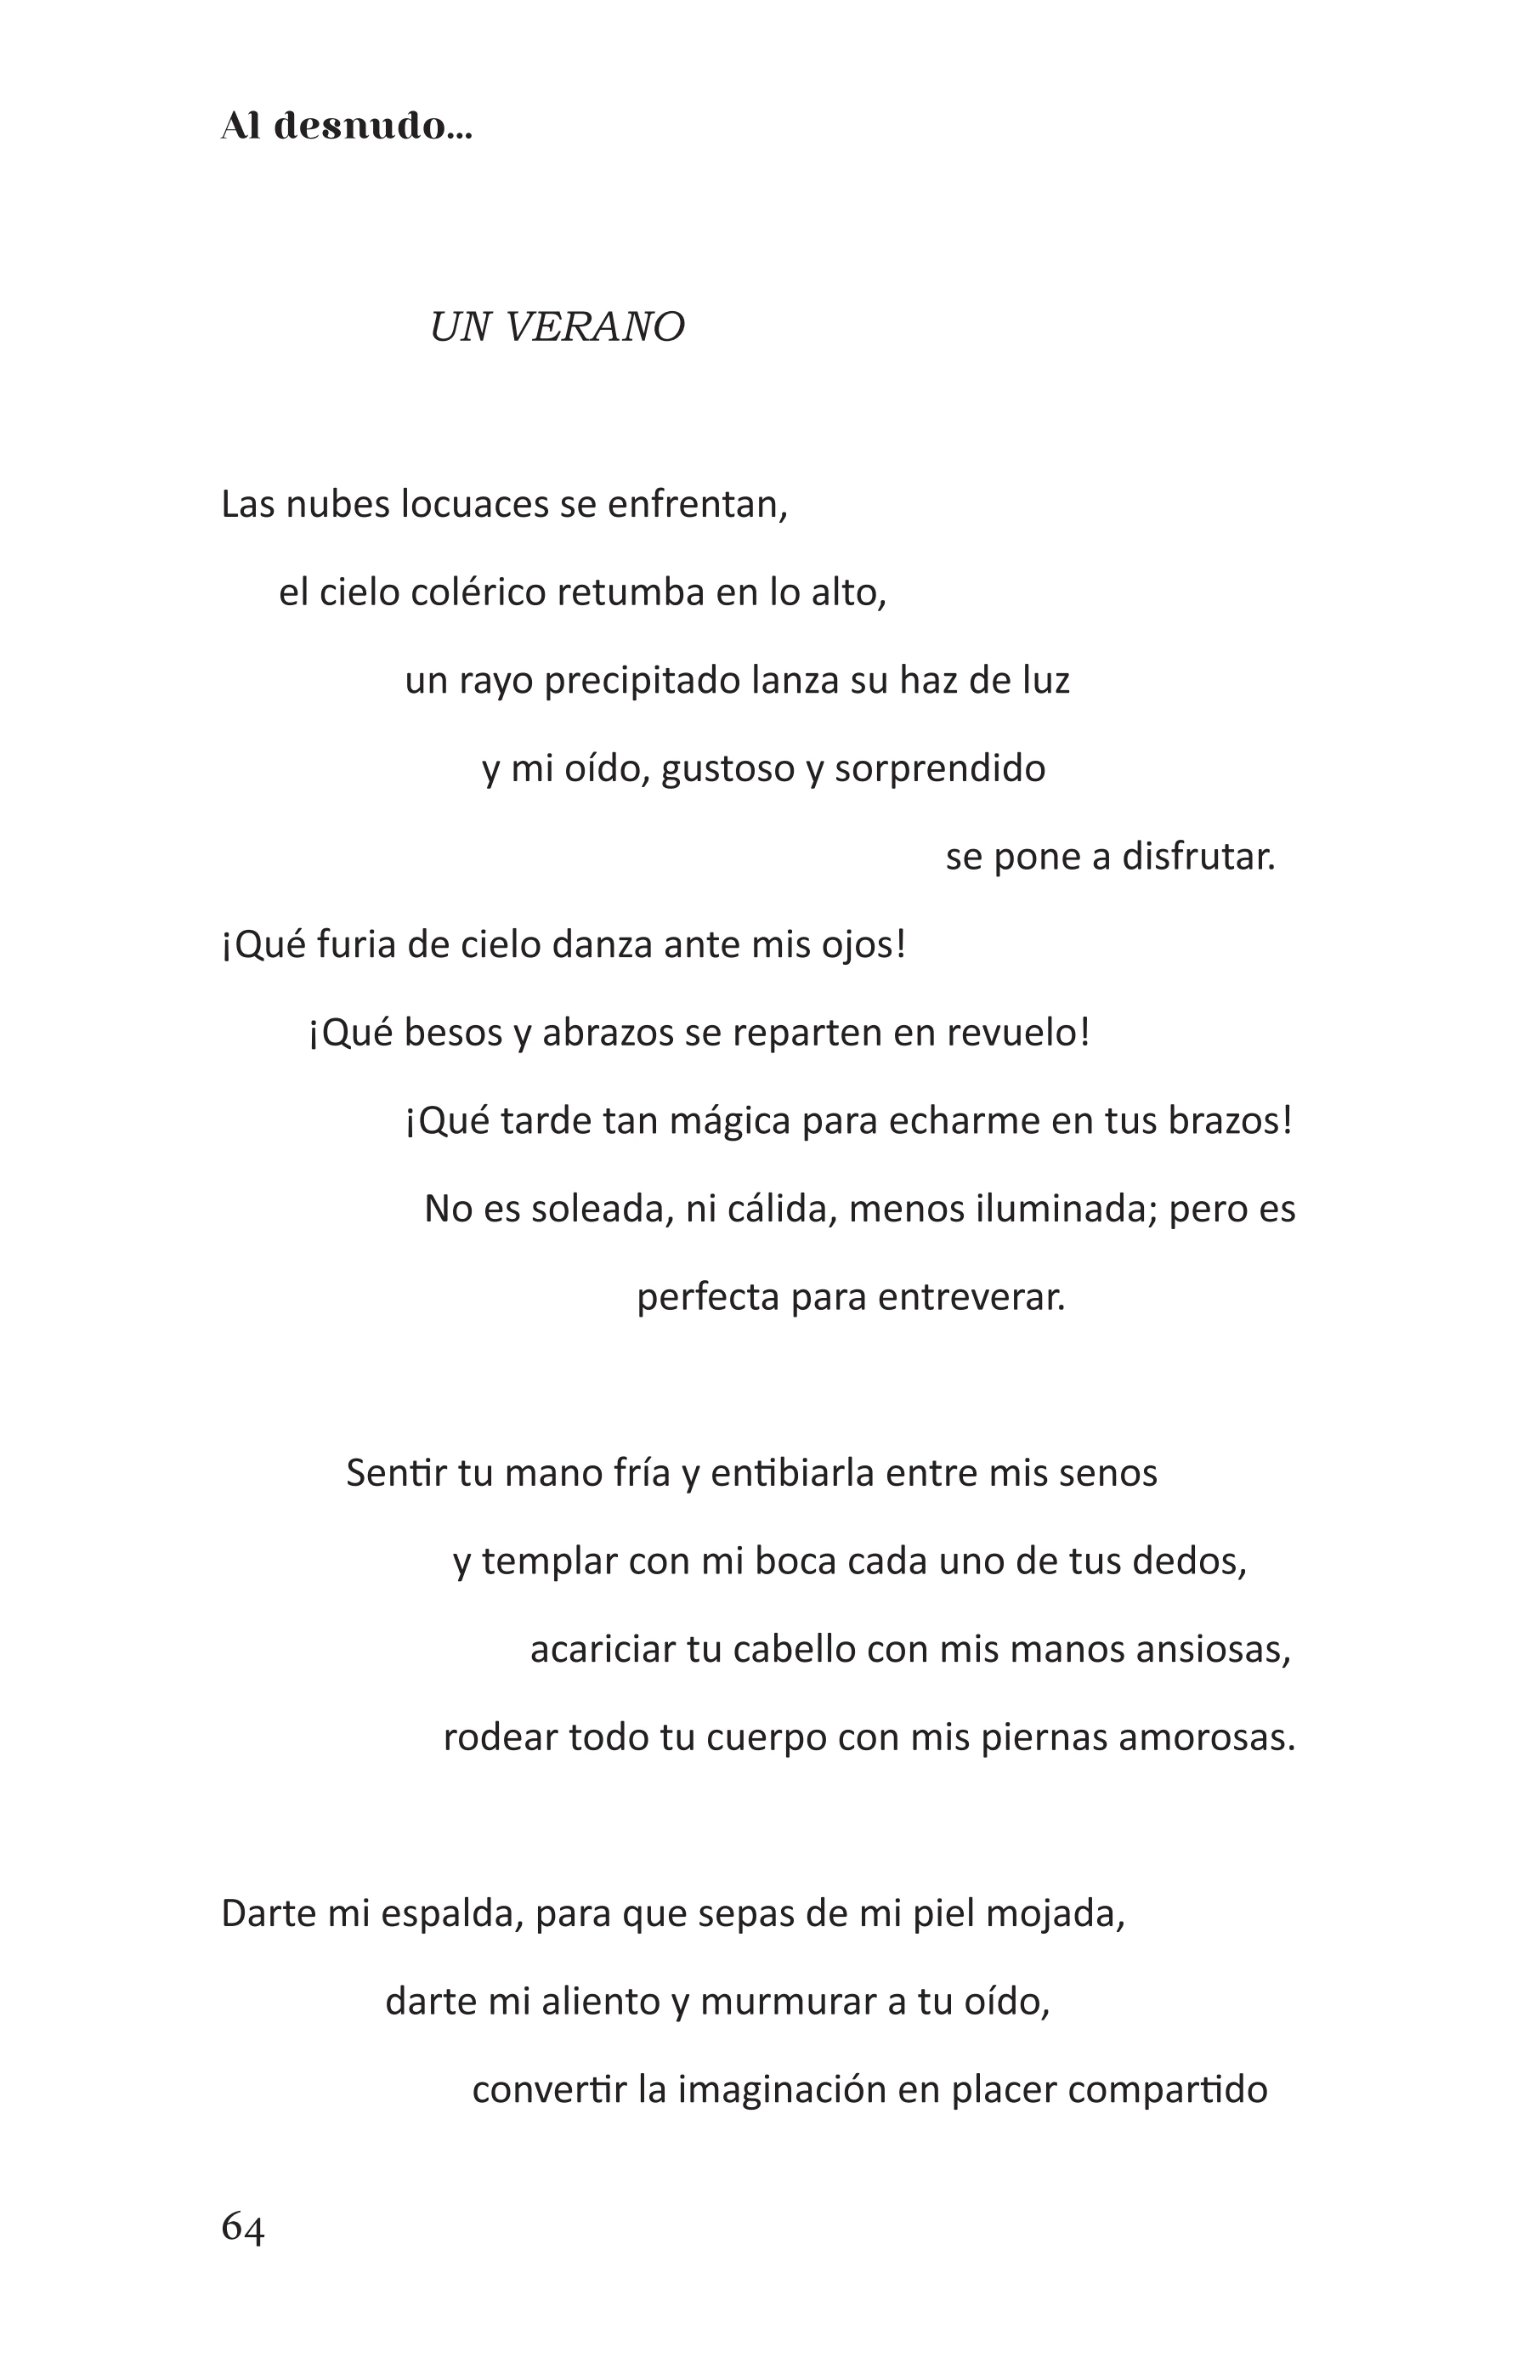 Al desnudo...
UN VERANO
Las nubes locuaces se enfrentan,
el cielo colérico retumba en lo alto,
un rayo precipitado lanza su haz de luz
y mi oído, gustoso y sorprendido
se pone a disfrutar.
¡Qué furia de cielo danza ante mis ojos!
¡Qué besos y abrazos se reparten en revuelo!
¡Qué tarde tan mágica para echarme en tus brazos!
No es soleada, ni cálida, menos iluminada; pero es
perfecta para entreverar.
Sentir tu mano fría y entibiarla entre mis senos
y templar con mi boca cada uno de tus dedos,
acariciar tu cabello con mis manos ansiosas,
rodear todo tu cuerpo con mis piernas amorosas.
Darte mi espalda, para que sepas de mi piel mojada,
darte mi aliento y murmurar a tu oído,
convertir la imaginación en placer compartido
64